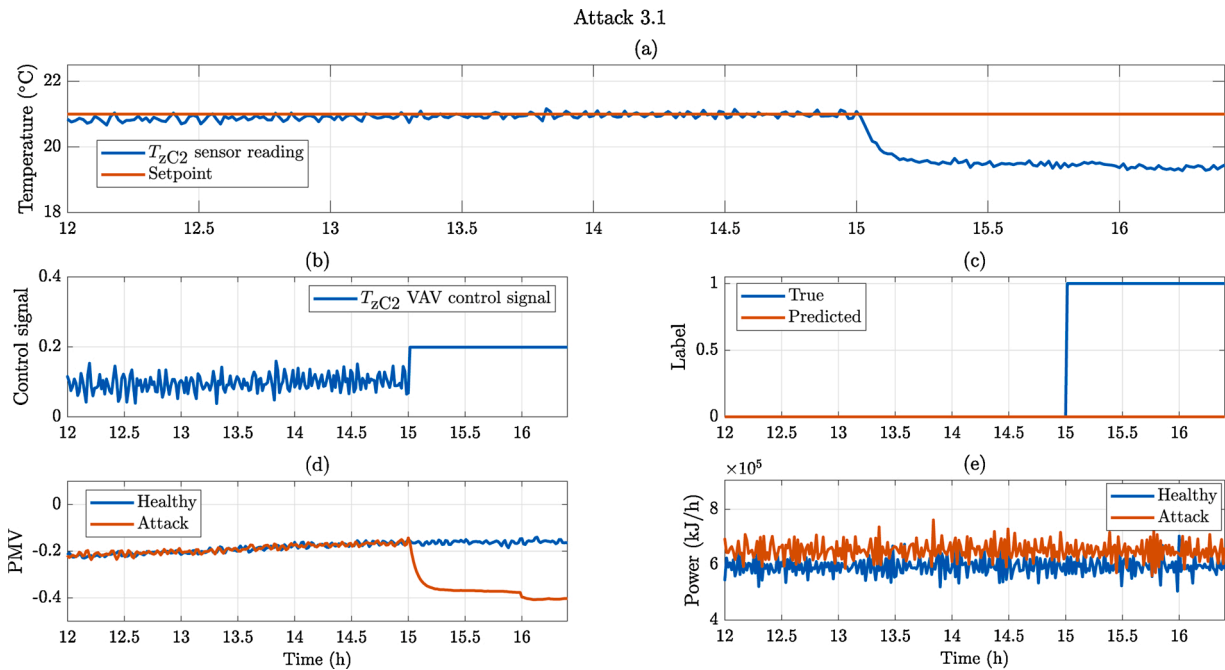 Attack 3.1
(a)
Temperature (°C)
22
20
18
T_zC2 sensor reading
Setpoint
12 12.5 13 13.5 14 14.5 15 15.5 16
(b)
Control signal
0.4
0.2
0
T_zC2 VAV control signal
12 12.5 13 13.5 14 14.5 15 15.5 16
(c)
Label
1
0.5
0
True
Predicted
12 12.5 13 13.5 14 14.5 15 15.5 16
(d)
PMV
0
-0.2
-0.4
Healthy
Attack
12 12.5 13 13.5 14 14.5 15 15.5 16
Time (h)
(e)
×10⁵
Power (kJ/h)
8
6
4
Healthy
Attack
12 12.5 13 13.5 14 14.5 15 15.5 16
Time (h)